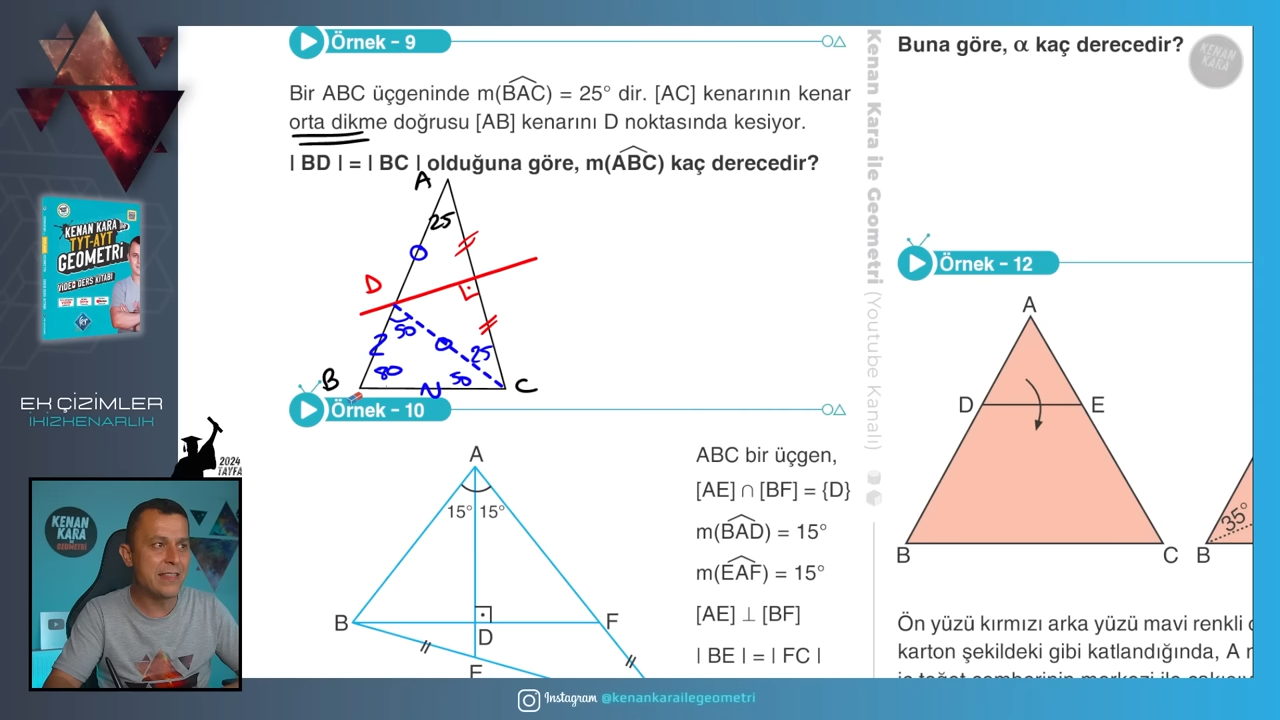 Örnek - 9
Bir ABC üçgeninde m(BAC) = 25° dir. [AC] kenarının kenar
orta dikme doğrusu [AB] kenarını D noktasında kesiyor.
| BD | = | BC | olduğuna göre, m(ABC) kaç derecedir?
A
25
D
50
25
80
50
B
C
Örnek - 10
A
15° 15°
B
D
F
E
ABC bir üçgen,
[AE] ∩ [BF] = {D}
m(BAD) = 15°
m(EAF) = 15°
[AE] ⊥ [BF]
| BE | = | FC |
Kenan Kara ile Geometri (Youtube Kanalı)
Buna göre, α kaç derecedir?
KENAN
KARA
Örnek - 12
A
D
E
B
C
B
35°
Ön yüzü kırmızı arka yüzü mavi renkli
karton şekildeki gibi katlandığında, A
KENAN KARA
TYT-AYT
GEOMETRİ
VİDEO DERS KİTABI
EK ÇİZİMLER
İKİZKENARLIK
2024
TAYFA
KENAN
KARA
GEOMETRİ
Instagram @kenankarailegeometri